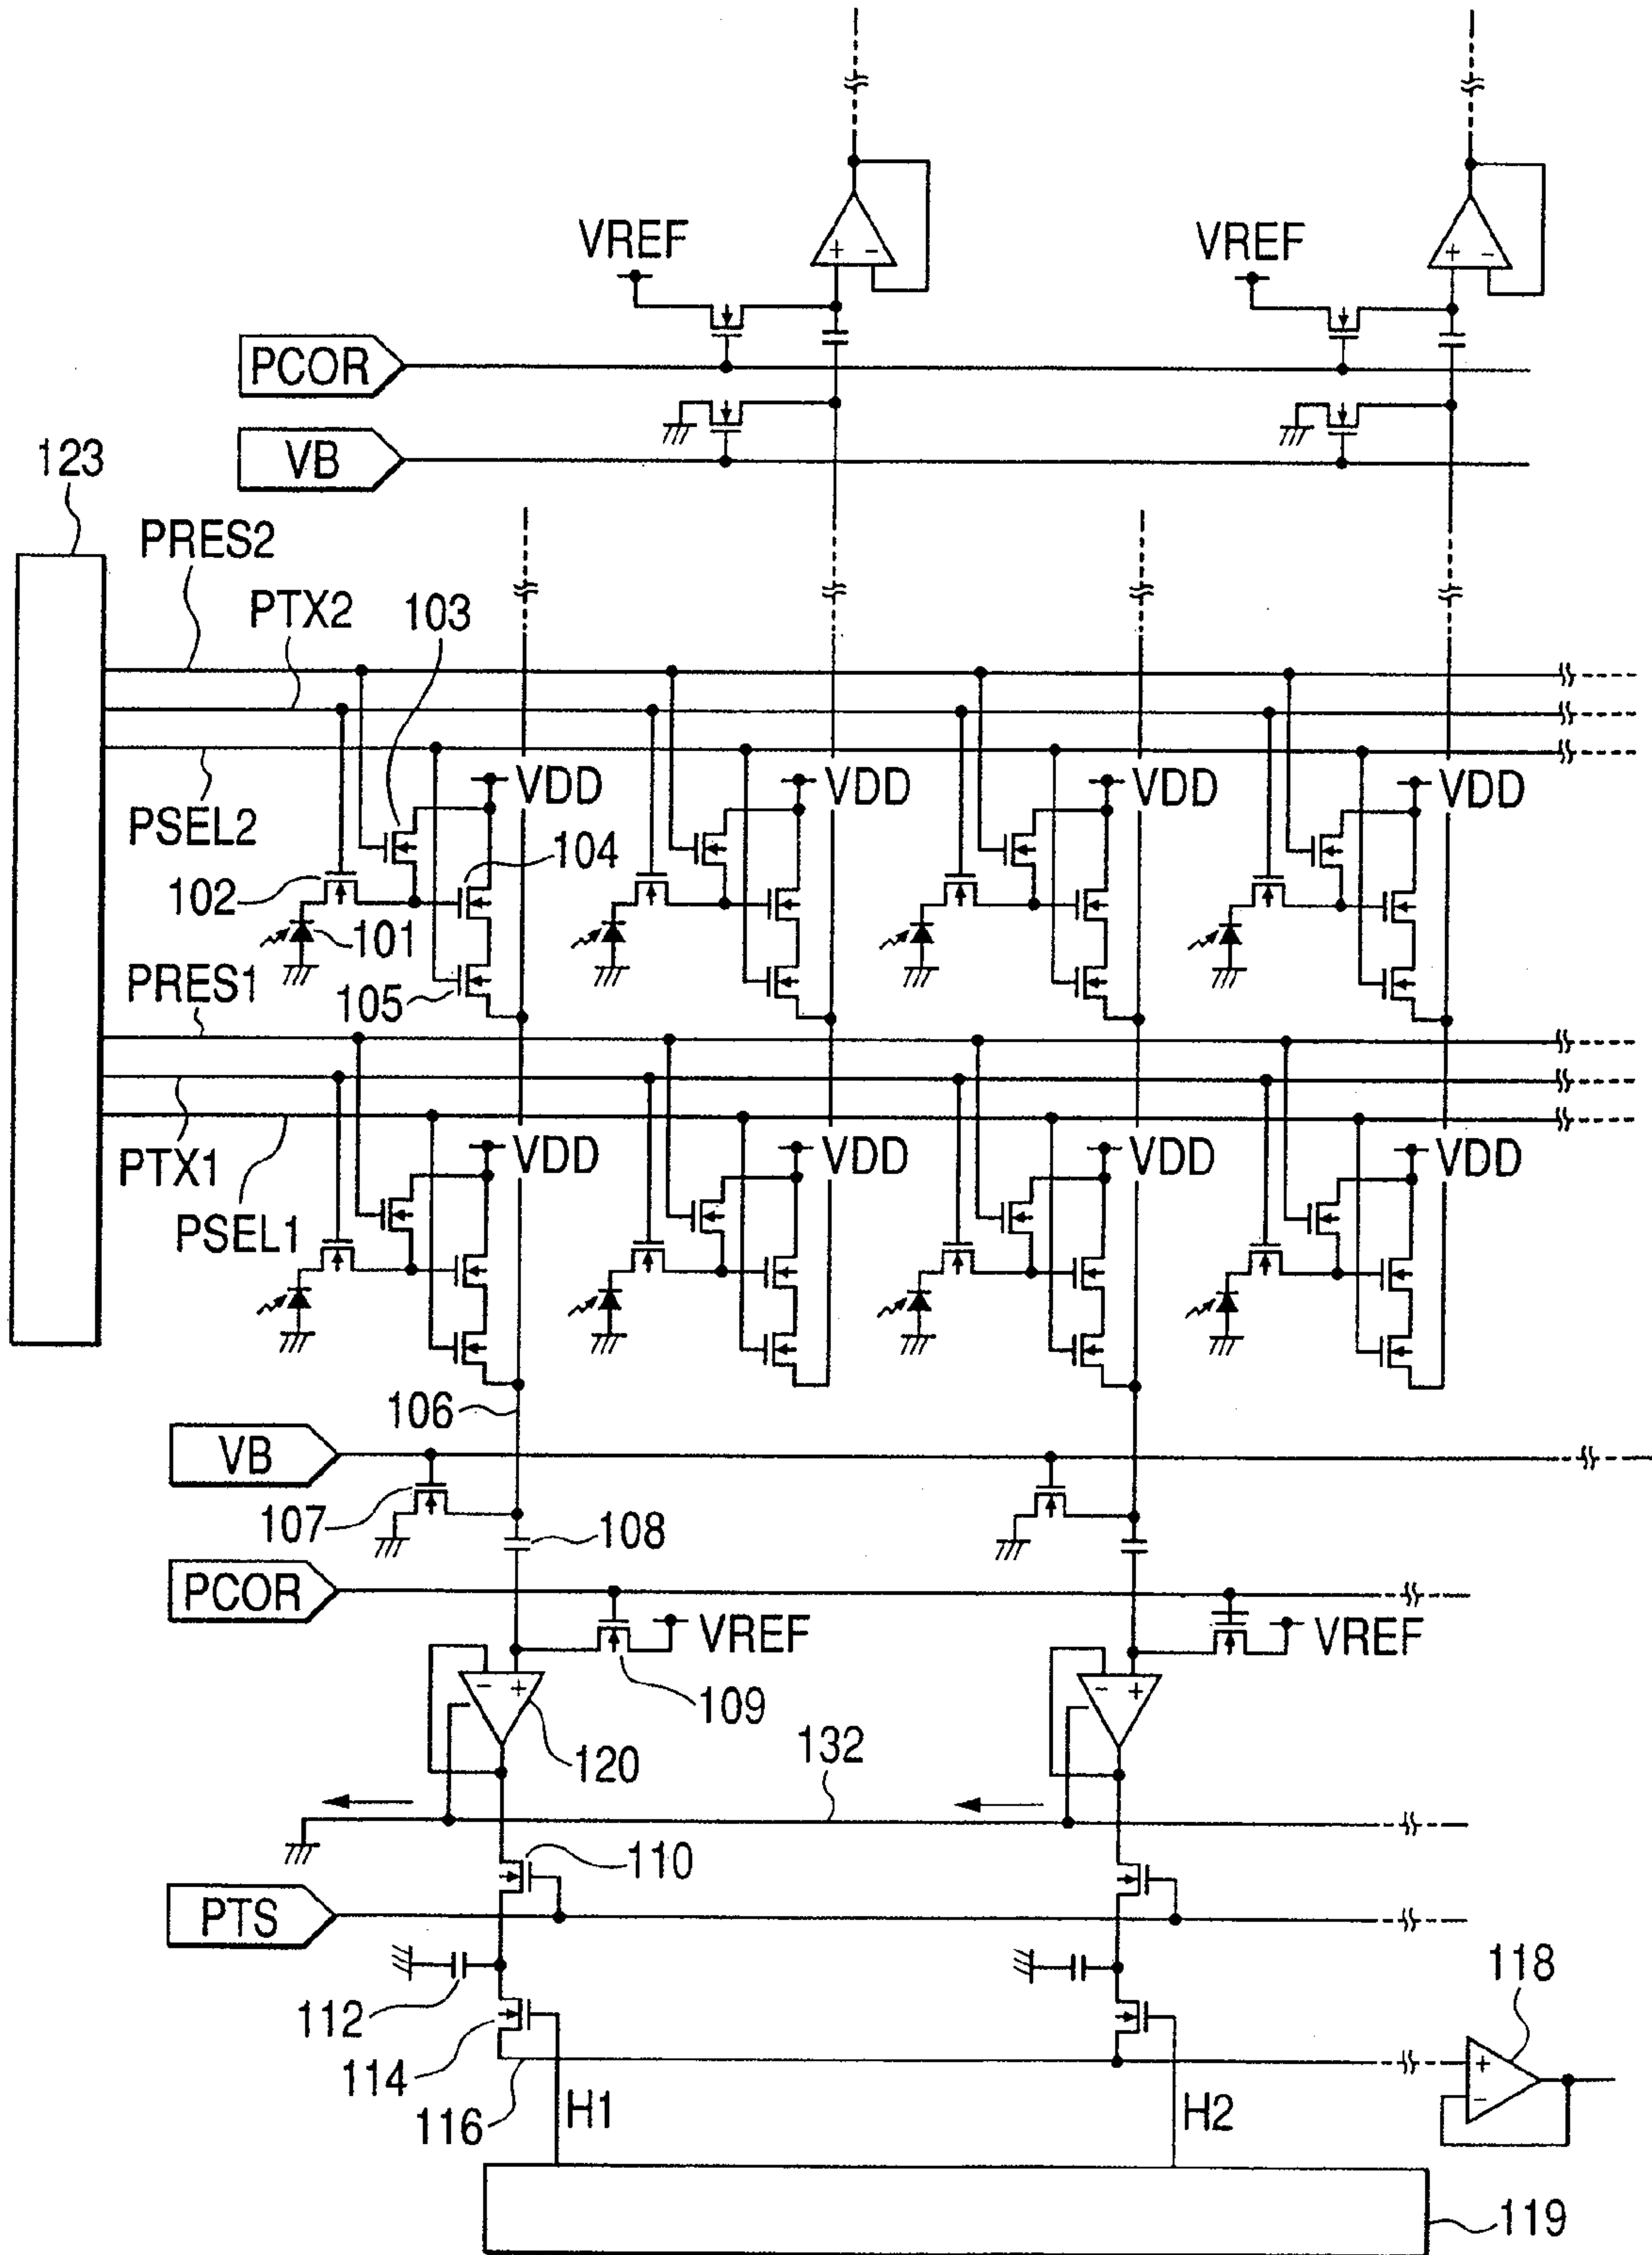 VREF
VREF
+ -
+ -
PCOR
VB
123
PRES2
PTX2
103
PSEL2
VDD
VDD
VDD
VDD
104
102
101
PRES1
105
PTX1
VDD
VDD
VDD
VDD
PSEL1
106
VB
107
108
PCOR
VREF
VREF
- +
- +
109
120
132
110
PTS
112
118
114
+
-
116
H1
H2
119